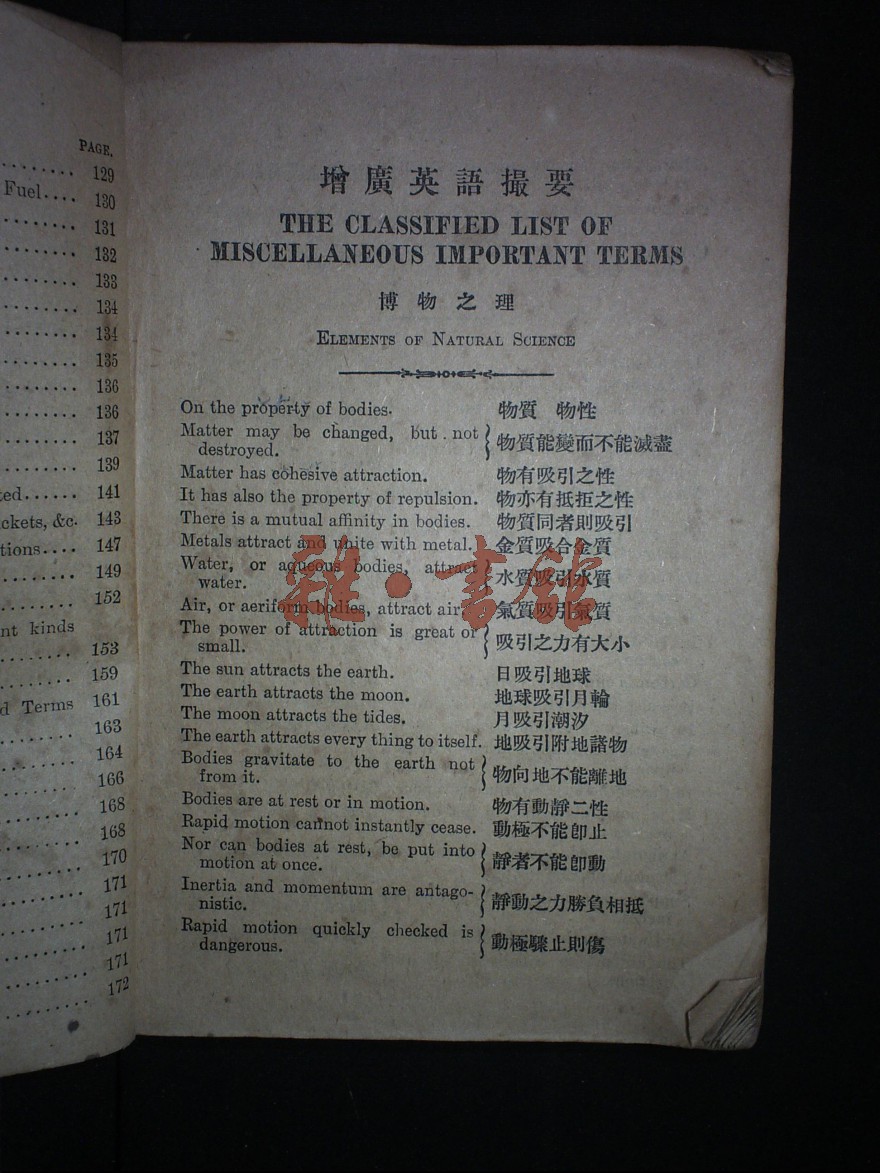 PAGE.
129
Fuel.... 130
131
132
133
134
134
135
136
136
137
139
ted...... 141
ckets, &c. 143
tions.... 147
149
152
nt kinds
153
159
d Terms 161
163
164
166
168
168
170
171
171
171
171
172
增廣英語撮要
THE CLASSIFIED LIST OF
MISCELLANEOUS IMPORTANT TERMS
博物之理
ELEMENTS OF NATURAL SCIENCE
On the property of bodies. 物質 物性
Matter may be changed, but not
destroyed. 物質能變而不能滅盡
Matter has cohesive attraction. 物有吸引之性
It has also the property of repulsion. 物亦有抵拒之性
There is a mutual affinity in bodies. 物質同者則吸引
Metals attract and unite with metal. 金質吸合金質
Water, or aqueous bodies, attract
water. 水質吸引水質
Air, or aeriform bodies, attract air. 氣質吸引氣質
The power of attraction is great or
small. 吸引之力有大小
The sun attracts the earth. 日吸引地球
The earth attracts the moon. 地球吸引月輪
The moon attracts the tides. 月吸引潮汐
The earth attracts every thing to itself. 地吸引附地諸物
Bodies gravitate to the earth not
from it. 物向地不能離地
Bodies are at rest or in motion. 物有動靜二性
Rapid motion cannot instantly cease. 動極不能卽止
Nor can bodies at rest, be put into
motion at once. 靜者不能卽動
Inertia and momentum are antago-
nistic. 靜動之力勝負相抵
Rapid motion quickly checked is
dangerous. 動極驟止則傷
雜·書館